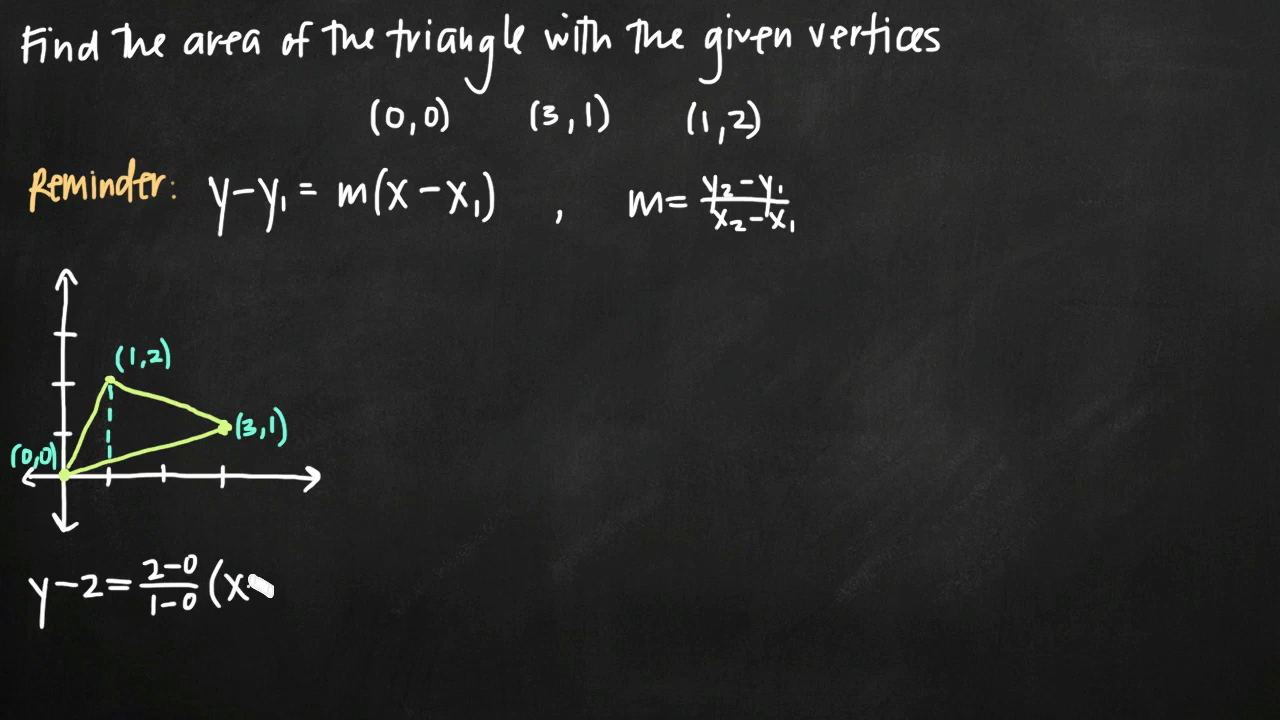 Find the area of the triangle with the given vertices
(0,0) (3,1) (1,2)
Reminder: y-y₁ = m(x-x₁) , m= y₂-y₁/x₂-x₁
(1,2)
(3,1)
(0,0)
y-2= 2-0/1-0 (x-